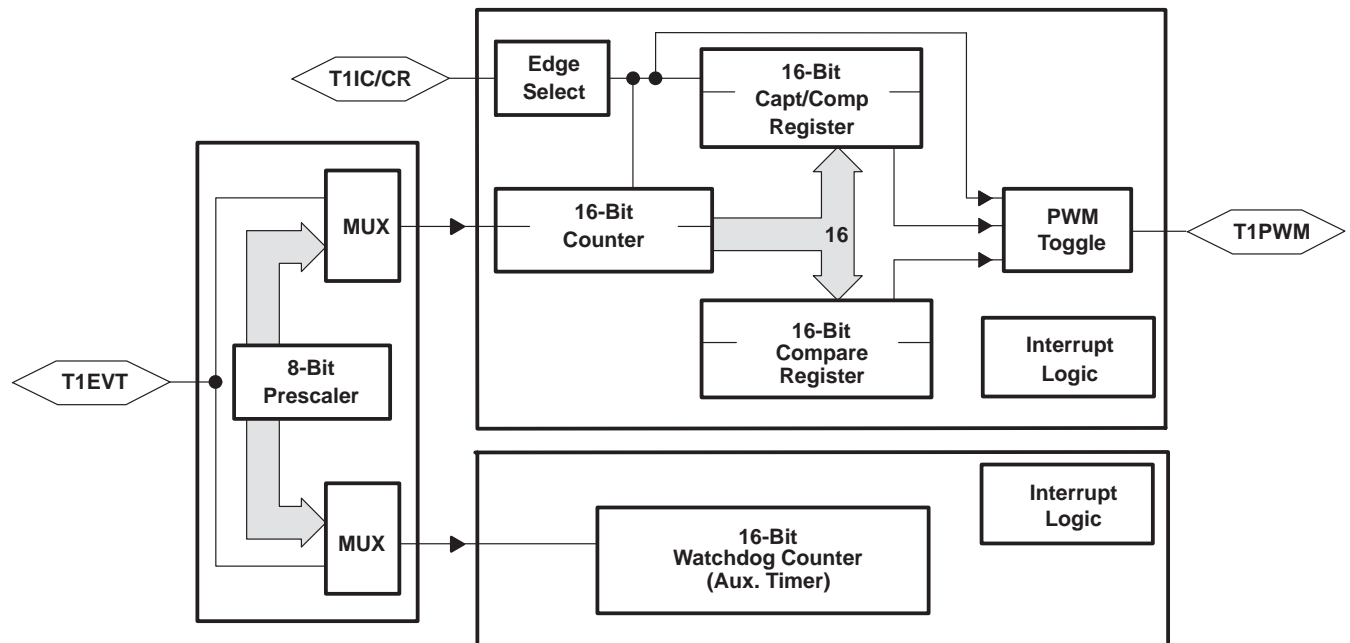 T1IC/CR
Edge
Select
16-Bit
Capt/Comp
Register
MUX
16-Bit
Counter
16
PWM
Toggle
T1PWM
8-Bit
Prescaler
T1EVT
16-Bit
Compare
Register
Interrupt
Logic
MUX
16-Bit
Watchdog Counter
(Aux. Timer)
Interrupt
Logic